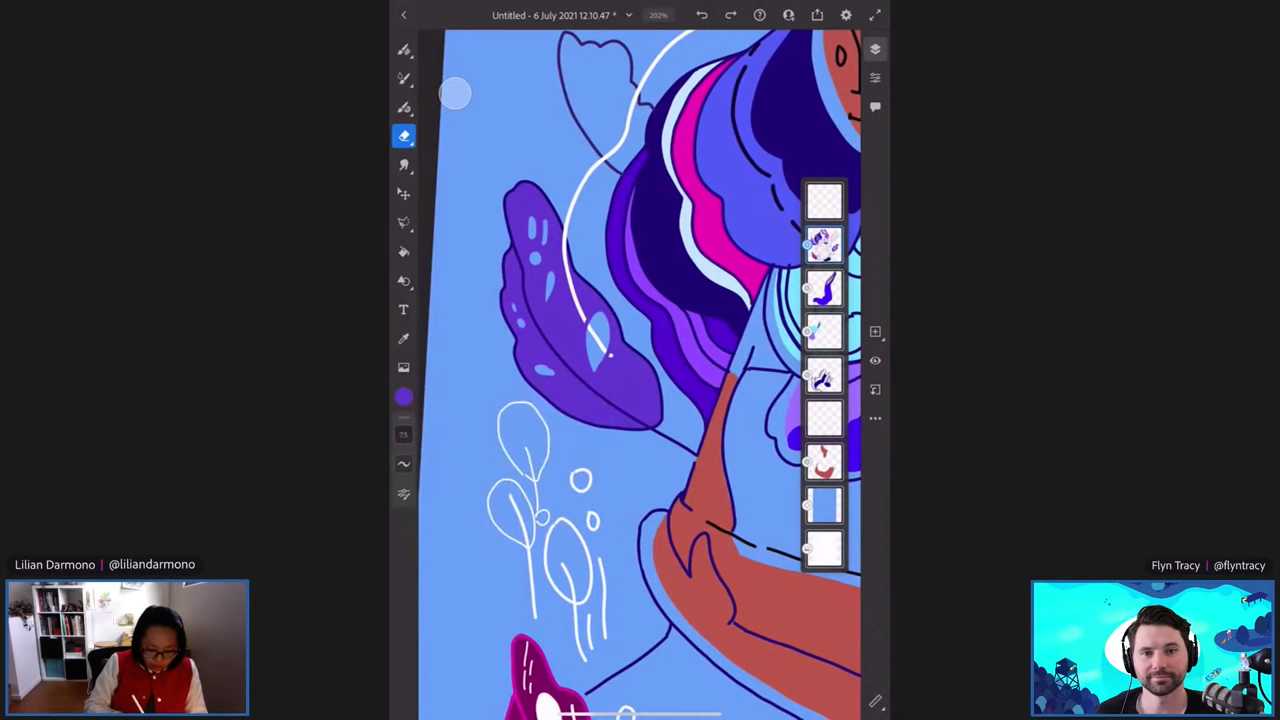 Untitled - 6 July 2021 12.10.47 *
202%
T
75
Lilian Darmono | @liliandarmono
Flyn Tracy | @flyntracy